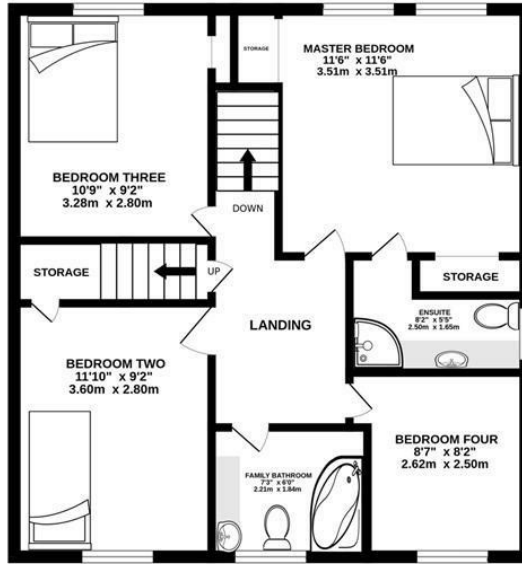 STORAGE
MASTER BEDROOM
11'6" x 11'6"
3.51m x 3.51m
BEDROOM THREE
10'9" x 9'2"
3.28m x 2.80m
DOWN
STORAGE
UP
STORAGE
LANDING
ENSUITE
8'2" x 5'5"
2.50m x 1.65m
BEDROOM TWO
11'10" x 9'2"
3.60m x 2.80m
BEDROOM FOUR
8'7" x 8'2"
2.62m x 2.50m
FAMILY BATHROOM
7'3" x 6'0"
2.21m x 1.84m